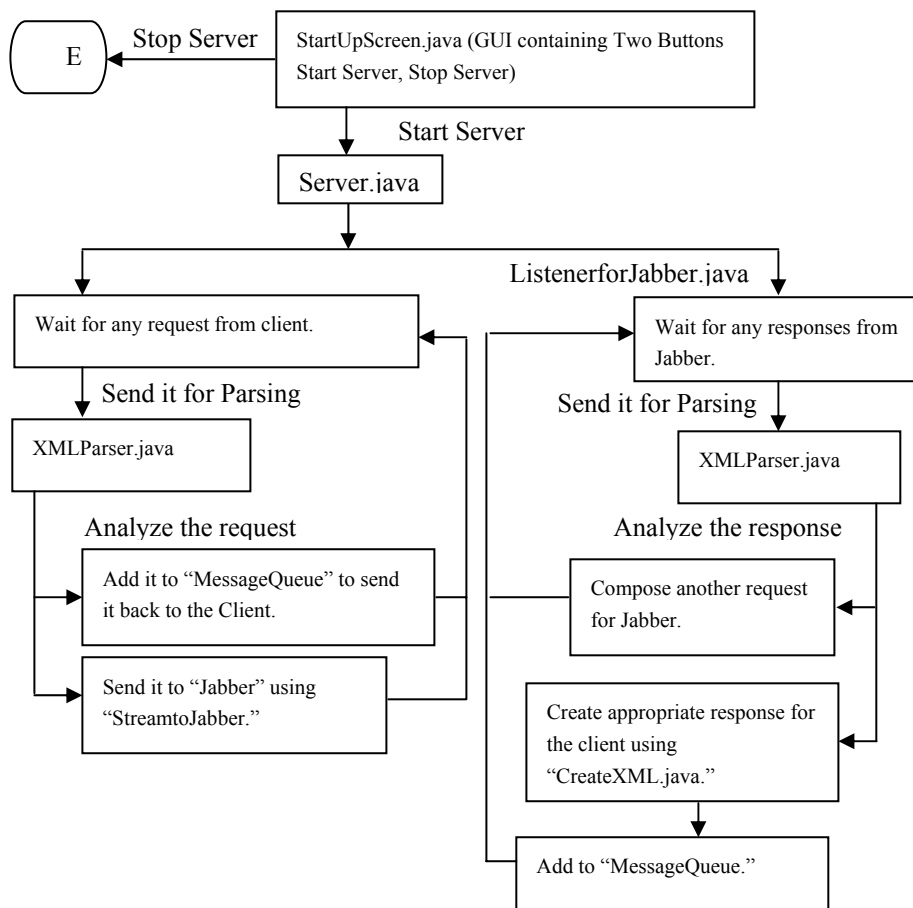 E
Stop Server
StartUpScreen.java (GUI containing Two Buttons
Start Server, Stop Server)
Start Server
Server.java
ListenerforJabber.java
Wait for any request from client.
Wait for any responses from
Jabber.
Send it for Parsing
Send it for Parsing
XMLParser.java
XMLParser.java
Analyze the request
Analyze the response
Add it to “MessageQueue” to send
it back to the Client.
Compose another request
for Jabber.
Send it to “Jabber” using
“StreamtoJabber.”
Create appropriate response for
the client using
“CreateXML.java.”
Add to “MessageQueue.”